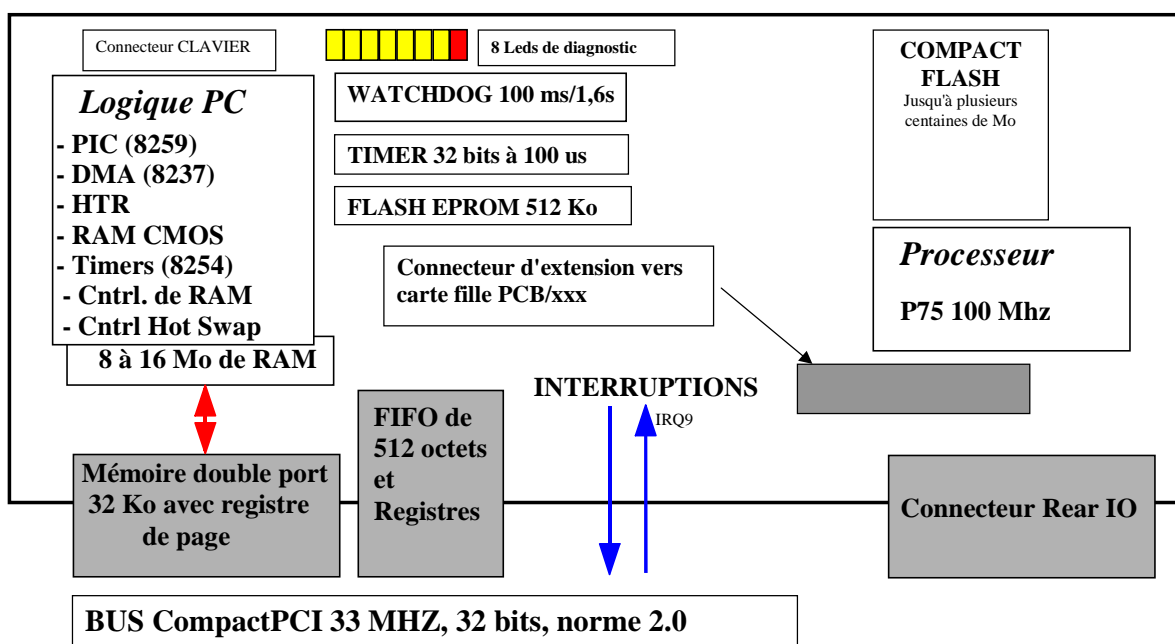 Connecteur CLAVIER
8 Leds de diagnostic
COMPACT
FLASH
Jusqu'à plusieurs
centaines de Mo
Logique PC
- PIC (8259)
- DMA (8237)
- HTR
- RAM CMOS
- Timers (8254)
- Cntrl. de RAM
- Cntrl Hot Swap
WATCHDOG 100 ms/1,6s
TIMER 32 bits à 100 us
FLASH EPROM 512 Ko
Connecteur d'extension vers
carte fille PCB/xxx
Processeur
P75 100 Mhz
8 à 16 Mo de RAM
INTERRUPTIONS
IRQ9
FIFO de
512 octets
et
Registres
Mémoire double port
32 Ko avec registre
de page
Connecteur Rear IO
BUS CompactPCI 33 MHZ, 32 bits, norme 2.0